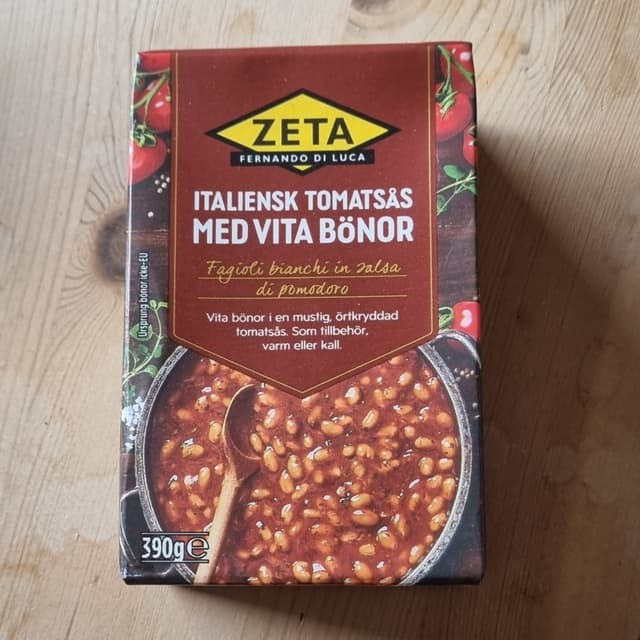 ZETA
FERNANDO DI LUCA
ITALIENSK TOMATSÅS
MED VITA BÖNOR
Fagioli bianchi in salsa
di pomodoro
Vita bönor i en mustig, örtkryddad
tomatsås. Som tillbehör,
varm eller kall.
Ursprung bönor icke-EU
390g e